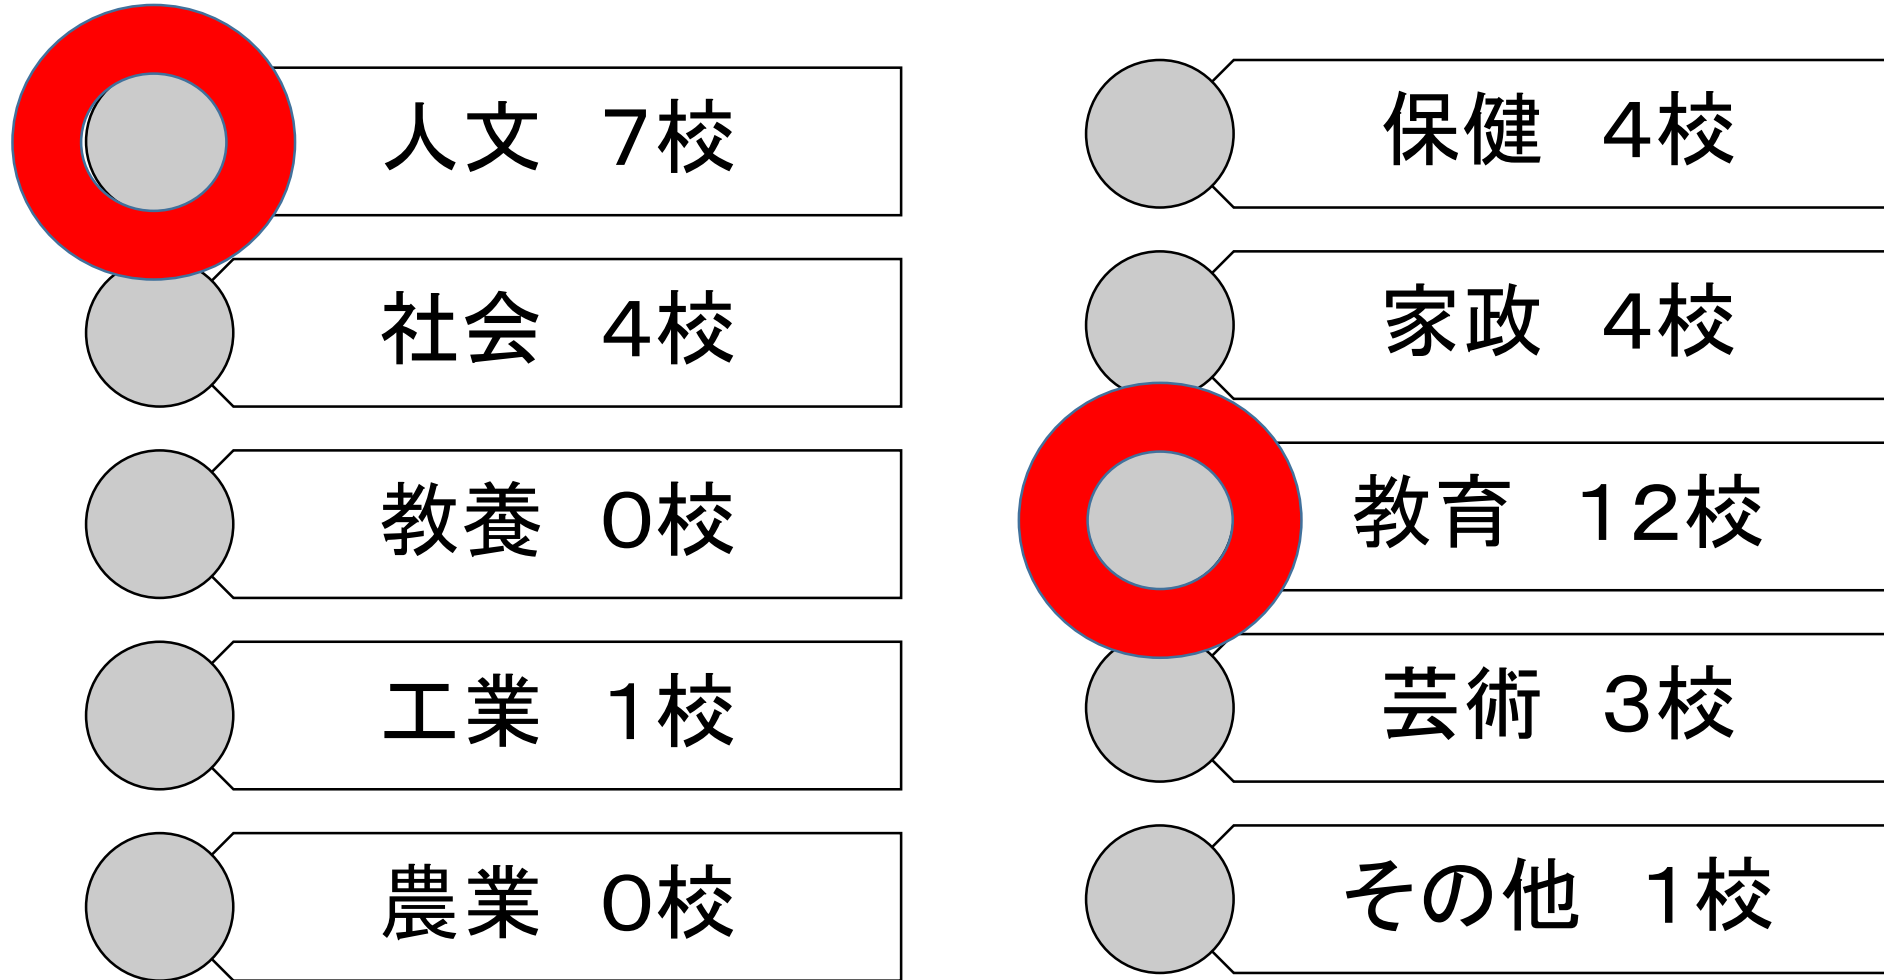 人文　7校
社会　4校
教養　0校
工業　1校
農業　0校
保健　4校
家政　4校
教育　12校
芸術　3校
その他　1校